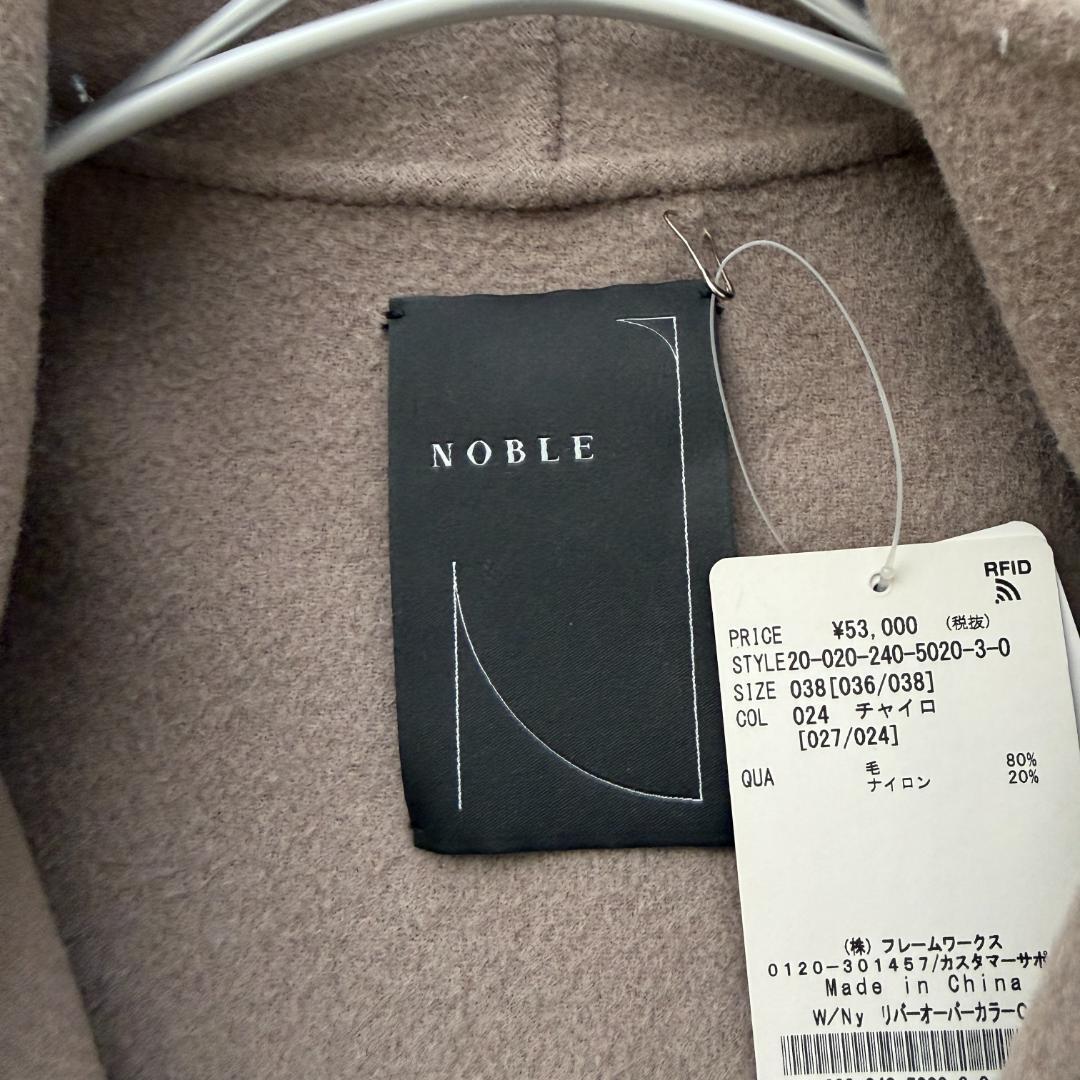 NOBLE
RFID
PRICE ¥53,000 (税抜)
STYLE20-020-240-5020-3-0
SIZE 038[036/038]
COL 024 チャイロ
[027/024]
QUA 毛 80%
ナイロン 20%
(株)フレームワークス
0120-301457/カスタマーサポ
Made in China
W/Ny リバーオーバーカラーC